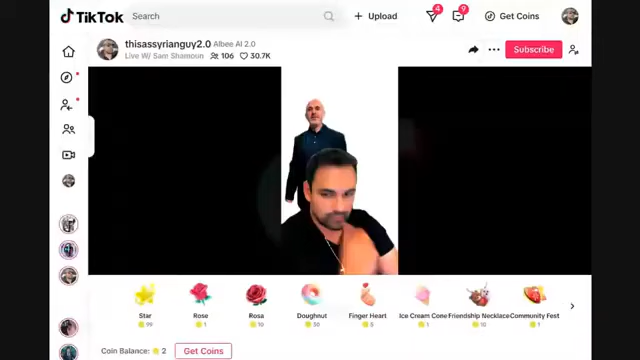 TikTok
Search
Upload
4
9
Get Coins
thisassyrianguy2.0 Albee AI 2.0
Live W/ Sam Shamoun 106 30.7K
Subscribe
Star Rose Rosa Doughnut Finger Heart Ice Cream Cone Friendship Necklace Community Fest
99 1 10 30 5 1 10 1
Coin Balance: 2 Get Coins